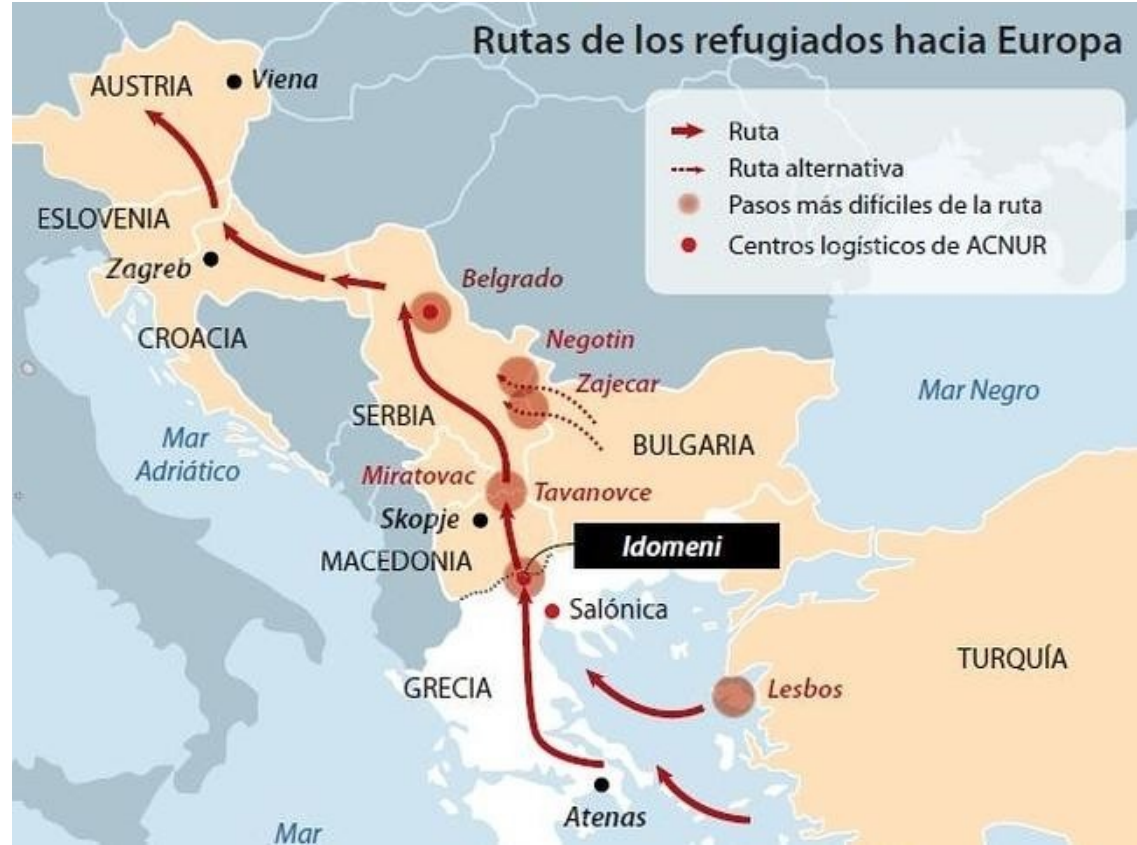 Rutas de los refugiados hacia Europa
Ruta
Ruta alternativa
Pasos más difíciles de la ruta
Centros logísticos de ACNUR
AUSTRIA
Viena
ESLOVENIA
Zagreb
CROACIA
Belgrado
Negotin
Zajecar
SERBIA
BULGARIA
Mar Negro
Mar
Adriático
Miratovac
Tavanovce
Skopje
MACEDONIA
Idomeni
Salónica
GRECIA
Lesbos
TURQUÍA
Atenas
Mar